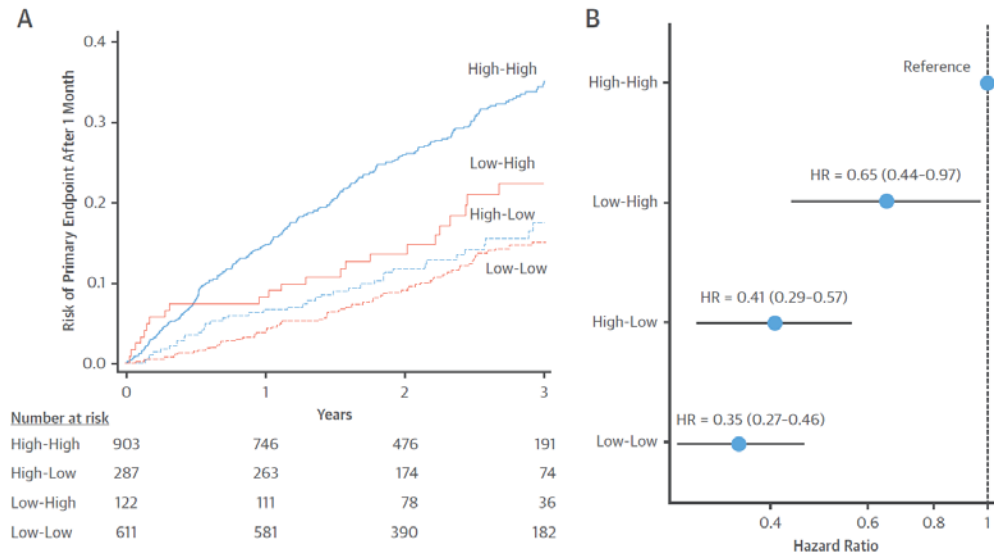 A
Risk of Primary Endpoint After 1 Month
0.4
0.3
0.2
0.1
0.0
High-High
Low-High
High-Low
Low-Low
0 1 2 3
Years
Number at risk
High-High 903 746 476 191
High-Low 287 263 174 74
Low-High 122 111 78 36
Low-Low 611 581 390 182
B
High-High
Reference
Low-High
HR = 0.65 (0.44–0.97)
High-Low
HR = 0.41 (0.29–0.57)
Low-Low
HR = 0.35 (0.27–0.46)
0.4 0.6 0.8 1
Hazard Ratio